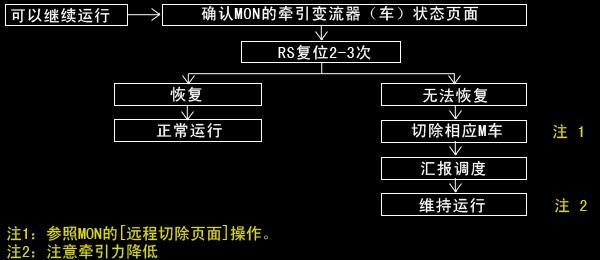 可以继续运行
确认MON的牵引变流器（车）状态页面
RS复位2-3次
恢复
无法恢复
正常运行
切除相应M车
注 1
汇报调度
维持运行
注 2
注1：参照MON的[远程切除页面]操作。
注2：注意牵引力降低